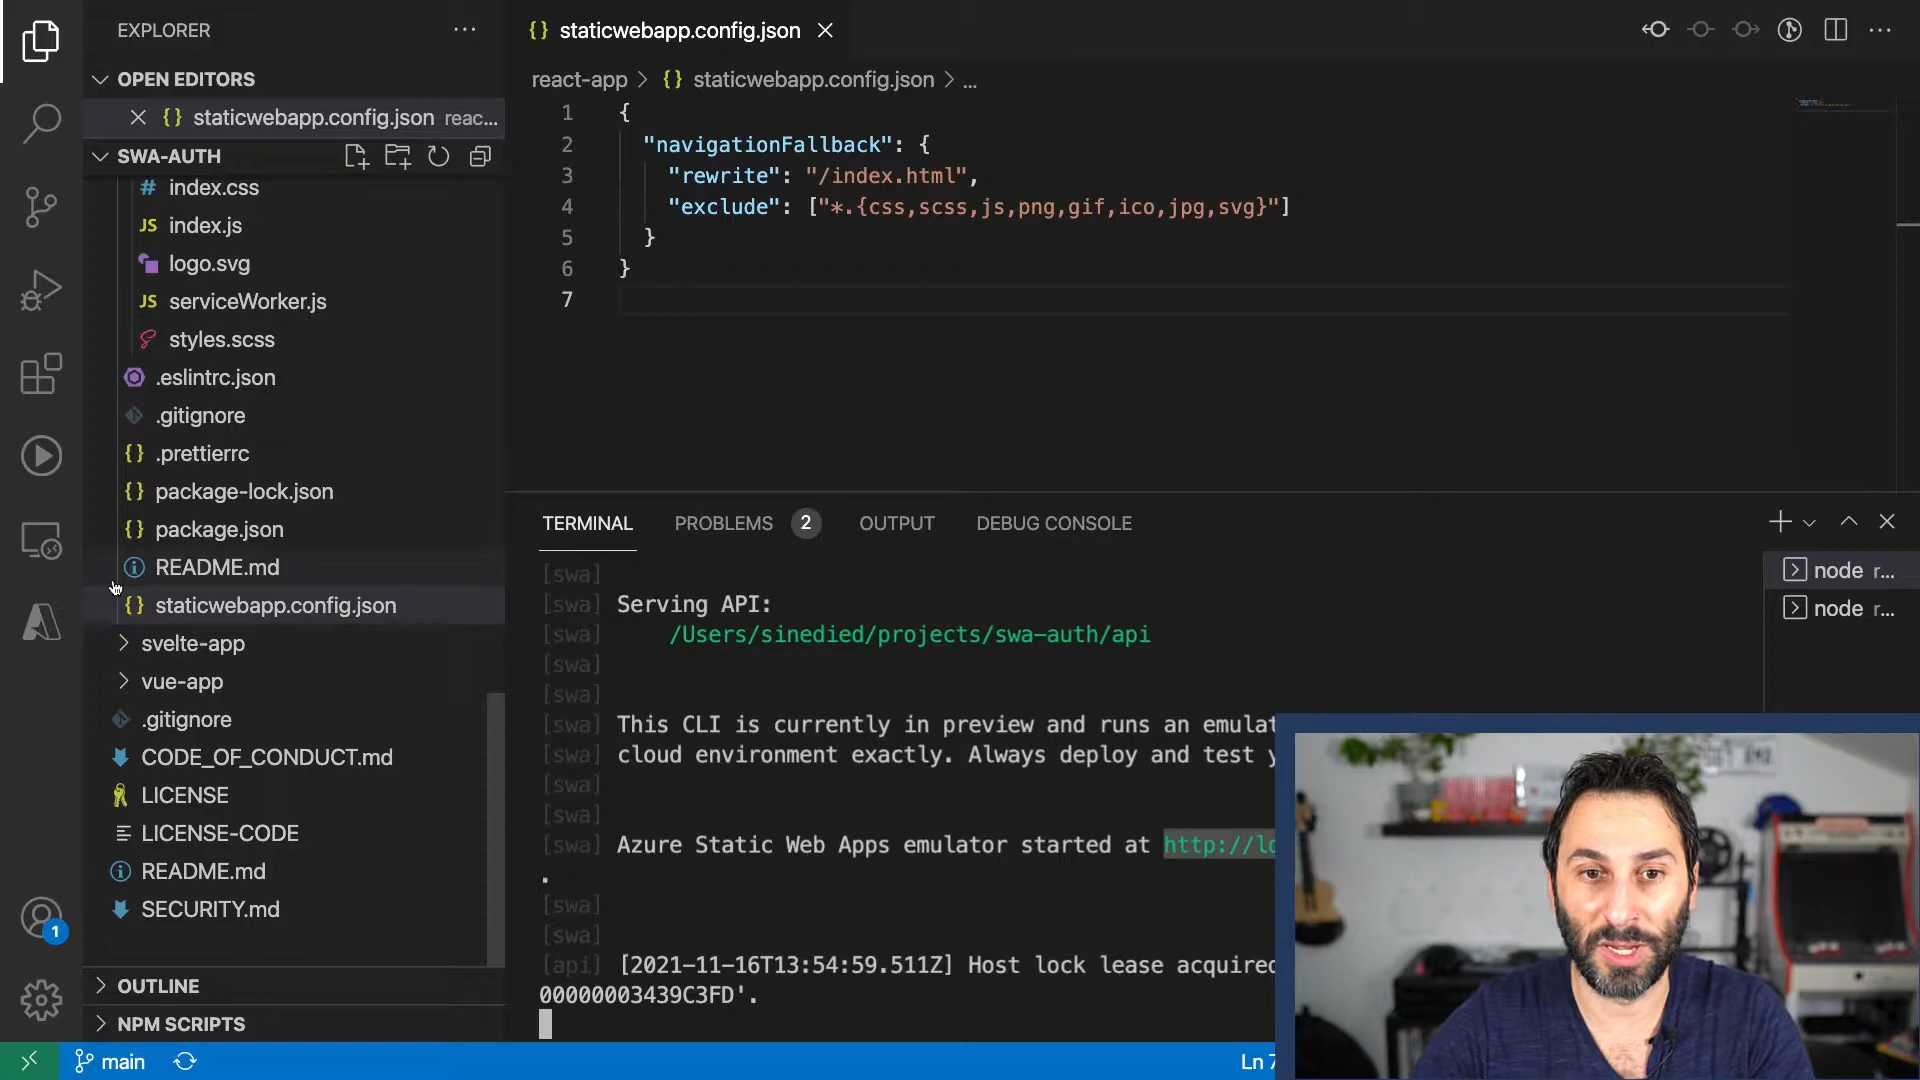 EXPLORER
OPEN EDITORS
{} staticwebapp.config.json reac...
SWA-AUTH
# index.css
JS index.js
logo.svg
JS serviceWorker.js
styles.scss
.eslintrc.json
.gitignore
{} .prettierrc
{} package-lock.json
{} package.json
README.md
{} staticwebapp.config.json
svelte-app
vue-app
.gitignore
CODE_OF_CONDUCT.md
LICENSE
LICENSE-CODE
README.md
SECURITY.md
OUTLINE
NPM SCRIPTS
1
main
{} staticwebapp.config.json
react-app > {} staticwebapp.config.json > ...
1 {
2 "navigationFallback": {
3 "rewrite": "/index.html",
4 "exclude": ["*.{css,scss,js,png,gif,ico,jpg,svg}"]
5 }
6 }
7
TERMINAL PROBLEMS 2 OUTPUT DEBUG CONSOLE
[swa]
[swa] Serving API:
[swa] /Users/sinedied/projects/swa-auth/api
[swa]
[swa]
[swa] This CLI is currently in preview and runs an emulat
[swa] cloud environment exactly. Always deploy and test y
[swa]
[swa]
[swa] Azure Static Web Apps emulator started at http://lo
.
[swa]
[swa]
[api] [2021-11-16T13:54:59.511Z] Host lock lease acquired
00000003439C3FD'.
node r...
node r...
Ln 7